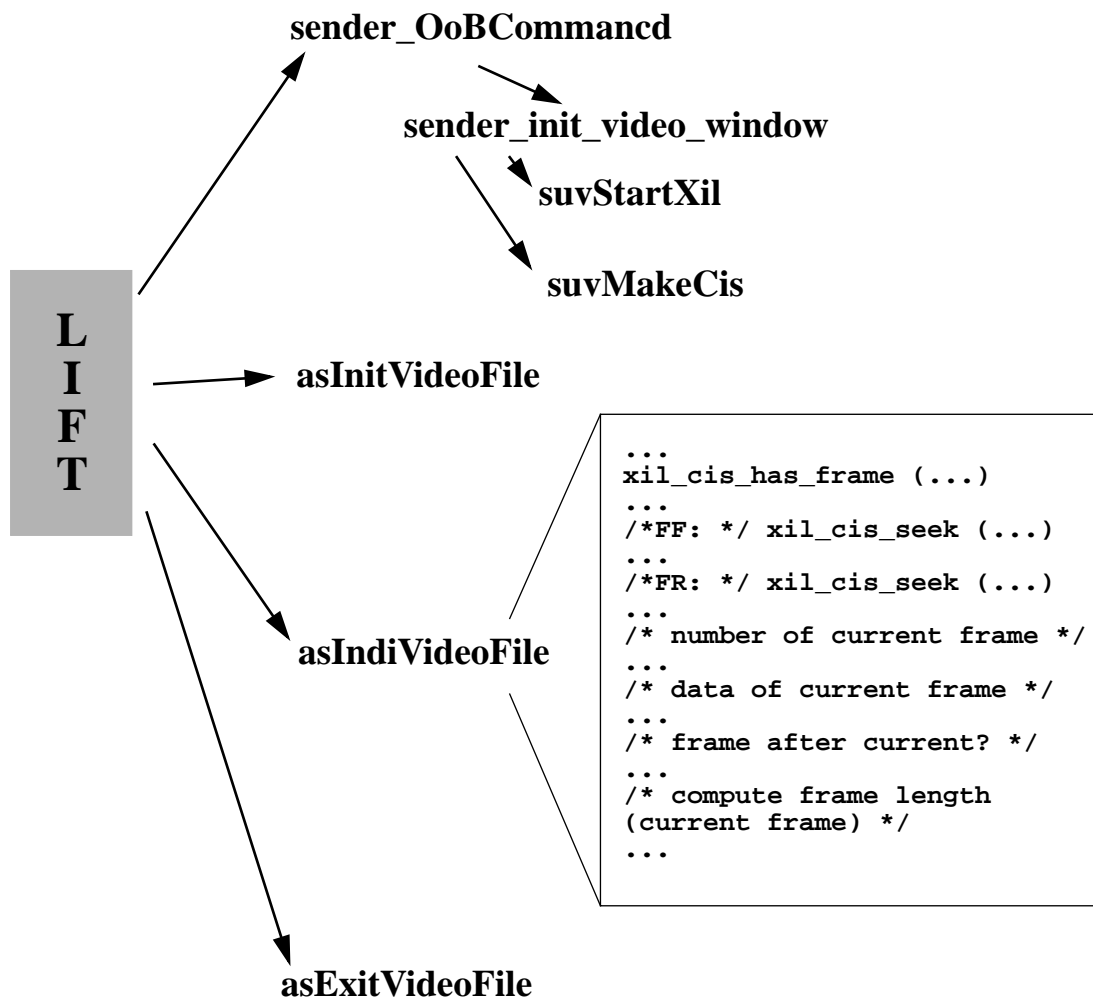 sender_OoBCommancd
sender_init_video_window
suvStartXil
suvMakeCis
L
I
F
T
asInitVideoFile
...
xil_cis_has_frame (...)
...
/*FF: */ xil_cis_seek (...)
...
/*FR: */ xil_cis_seek (...)
...
/* number of current frame */
...
/* data of current frame */
...
/* frame after current? */
...
/* compute frame length
(current frame) */
...
asIndiVideoFile
asExitVideoFile